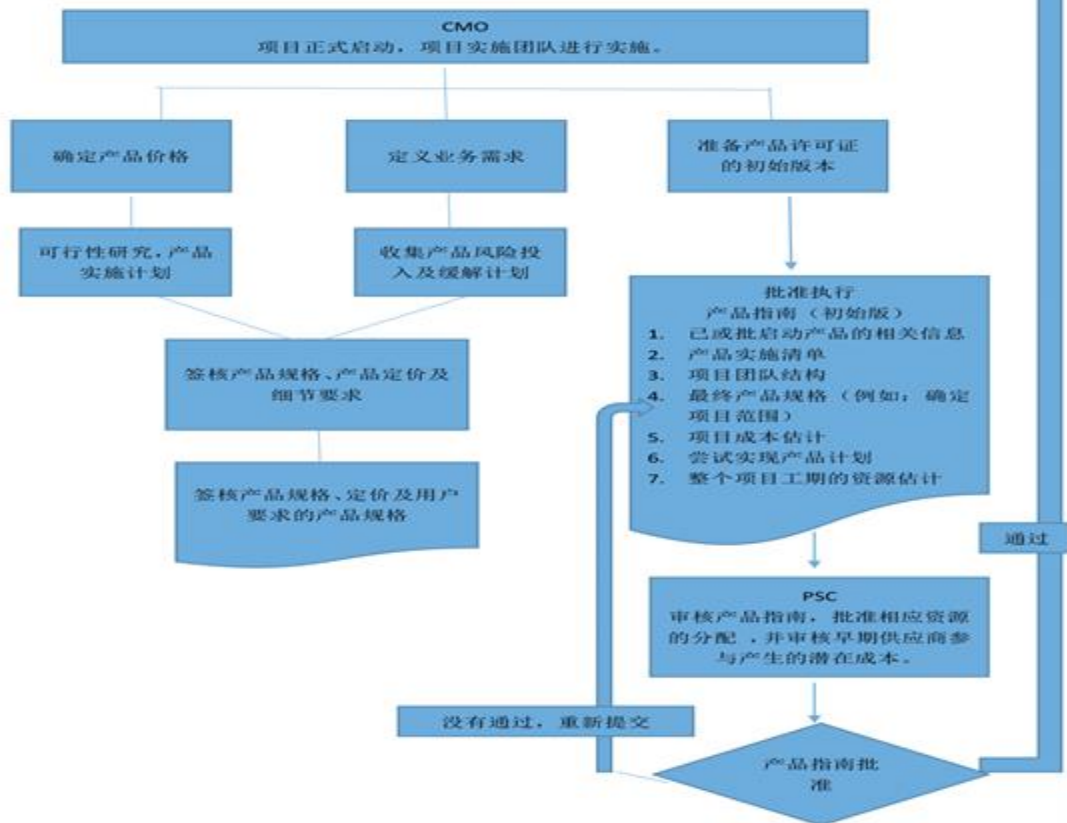 CMO
项目正式启动，项目实施团队进行实施。
确定产品价格
定义业务需求
准备产品许可证
的初始版本
可行性研究，产品
实施计划
收集产品风险投
入及缓解计划
批准执行
产品指南（初始版）
1. 已或批启动产品的相关信息
2. 产品实施清单
3. 项目团队结构
4. 最终产品规格（例如：确定
项目范围）
5. 项目成本估计
6. 尝试实现产品计划
7. 整个项目工期的资源估计
签核产品规格、产品定价及
细节要求
签核产品规格、定价及用户
要求的产品规格
通过
PSC
审核产品指南，批准相应资源
的分配，并审核早期供应商参
与产生的潜在成本。
没有通过，重新提交
产品指南批
准